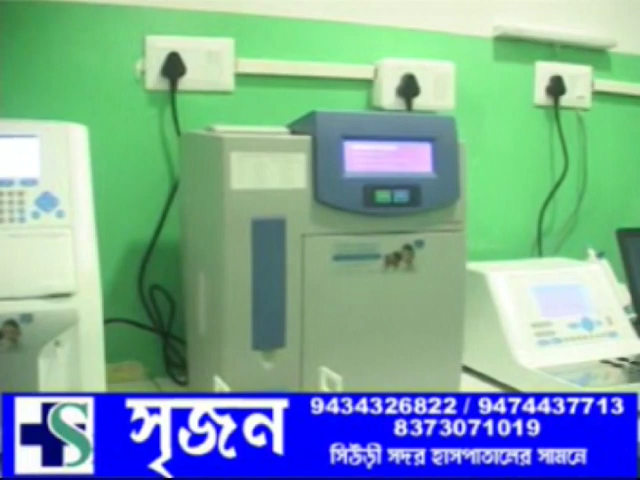 S
সৃজন
9434326822 / 9474437713
8373071019
সিউড়ী সদর হাসপাতালের সামনে